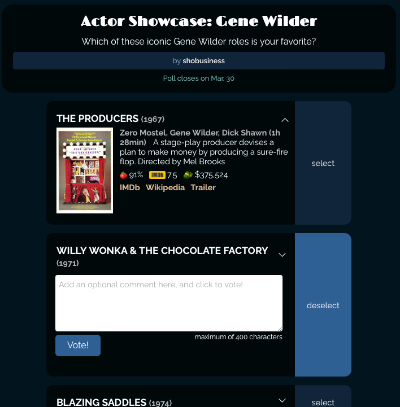 Actor Showcase: Gene Wilder
Which of these iconic Gene Wilder roles is your favorite?
by shobusiness
Poll closes on Mar. 30
THE PRODUCERS (1967)
Zero Mostel, Gene Wilder, Dick Shawn (1h
28min) A stage-play producer devises a
plan to make money by producing a sure-fire
flop. Directed by Mel Brooks
91% IMDb 7.5 $375,524
IMDb Wikipedia Trailer
select
WILLY WONKA & THE CHOCOLATE FACTORY
(1971)
Add an optional comment here, and click to vote!
Vote!
maximum of 400 characters
deselect
BLAZING SADDLES (1974)
select